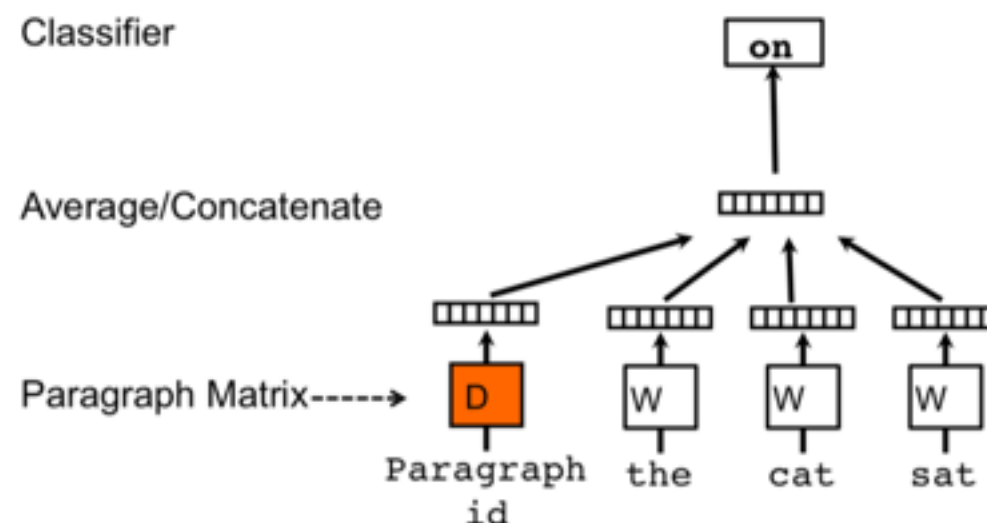 Classifier
on
Average/Concatenate
Paragraph Matrix
D
W
W
W
Paragraph id
the
cat
sat